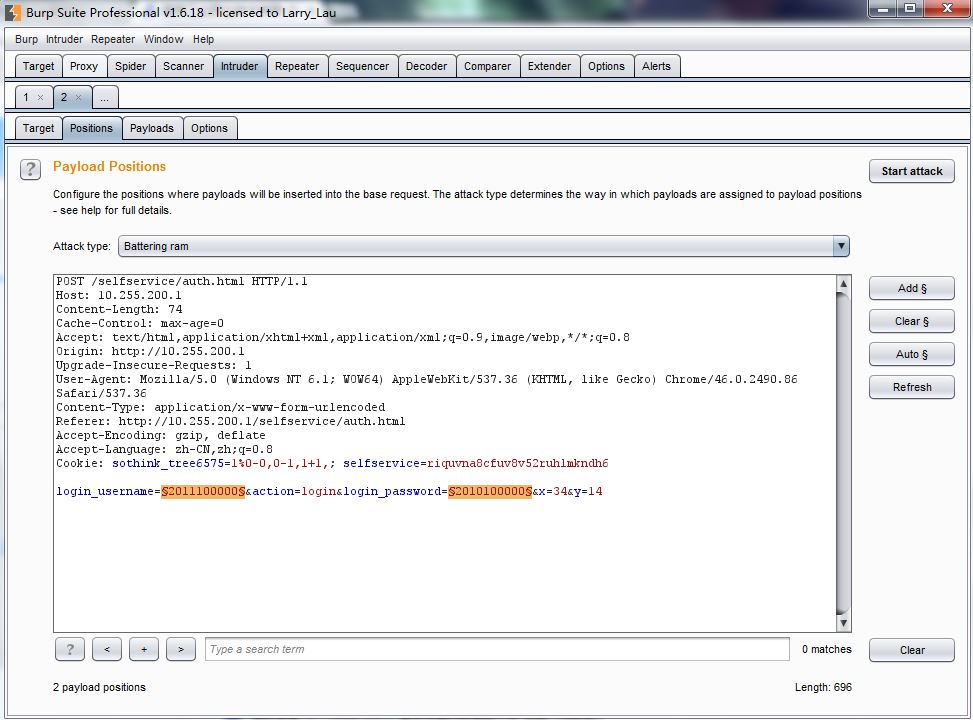 Burp Suite Professional v1.6.18 - licensed to Larry_Lau
Burp Intruder Repeater Window Help
Target Proxy Spider Scanner Intruder Repeater Sequencer Decoder Comparer Extender Options Alerts
1 × 2 × ...
Target Positions Payloads Options
? Payload Positions
Start attack
Configure the positions where payloads will be inserted into the base request. The attack type determines the way in which payloads are assigned to payload positions
- see help for full details.
Attack type: Battering ram
POST /selfservice/auth.html HTTP/1.1
Host: 10.255.200.1
Content-Length: 74
Cache-Control: max-age=0
Accept: text/html,application/xhtml+xml,application/xml;q=0.9,image/webp,*/*;q=0.8
Origin: http://10.255.200.1
Upgrade-Insecure-Requests: 1
User-Agent: Mozilla/5.0 (Windows NT 6.1; WOW64) AppleWebKit/537.36 (KHTML, like Gecko) Chrome/46.0.2490.86
Safari/537.36
Content-Type: application/x-www-form-urlencoded
Referer: http://10.255.200.1/selfservice/auth.html
Accept-Encoding: gzip, deflate
Accept-Language: zh-CN,zh;q=0.8
Cookie: sothink_tree6575=1%0-0,0-1,1+1,; selfservice=riquvna8cfuv8v52ruhlmkndh6
login_username=§2011100000§&action=login&login_password=§2010100000§&x=34&y=14
Add §
Clear §
Auto §
Refresh
? < + > Type a search term 0 matches Clear
2 payload positions Length: 696